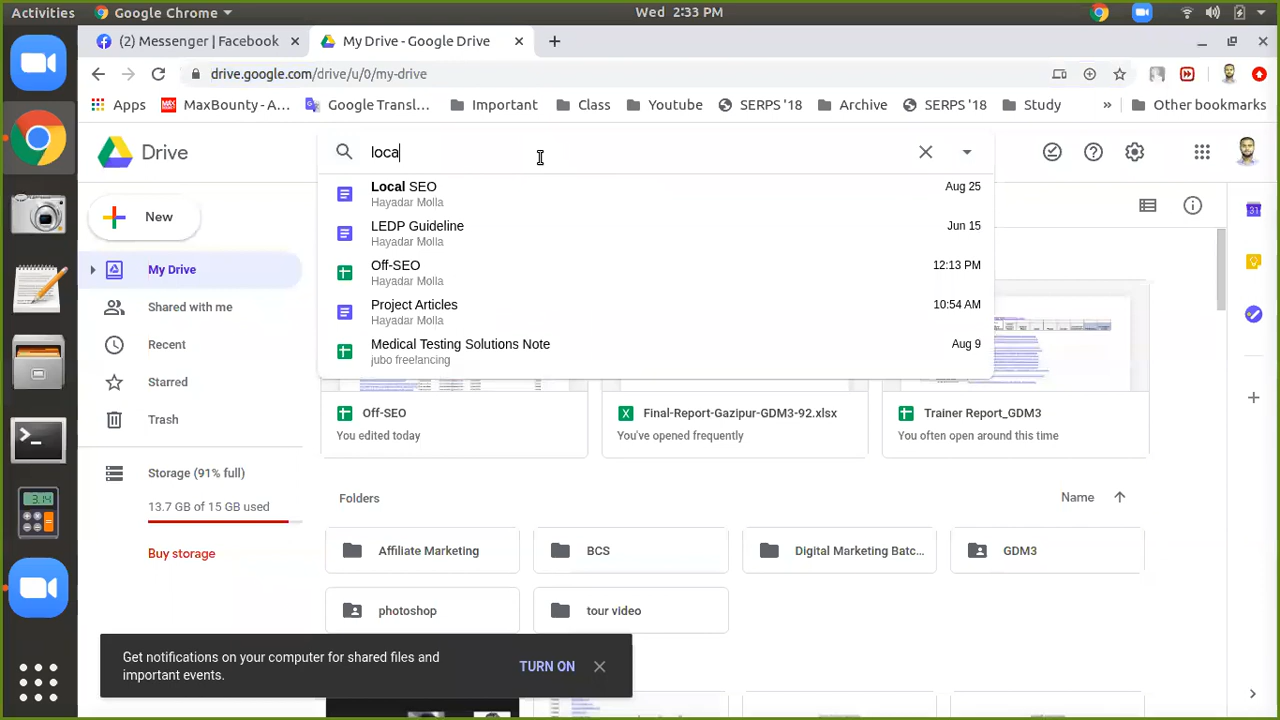 Activities Google Chrome Wed 2:33 PM
(2) Messenger | Facebook My Drive - Google Drive
drive.google.com/drive/u/0/my-drive
Apps MaxBounty - A... Google Transl... Important Class Youtube SERPS '18 Archive SERPS '18 Study » Other bookmarks
Drive loca
New
Local SEO Aug 25
Hayadar Molla
LEDP Guideline Jun 15
Hayadar Molla
Off-SEO 12:13 PM
Hayadar Molla
Project Articles 10:54 AM
Hayadar Molla
Medical Testing Solutions Note Aug 9
jubo freelancing
My Drive
Shared with me
Recent
Starred
Trash
Storage (91% full)
13.7 GB of 15 GB used
Buy storage
Off-SEO Final-Report-Gazipur-GDM3-92.xlsx Trainer Report_GDM3
You edited today You've opened frequently You often open around this time
Folders Name
Affiliate Marketing BCS Digital Marketing Batc... GDM3
photoshop tour video
Get notifications on your computer for shared files and
important events.
TURN ON
3.14
31